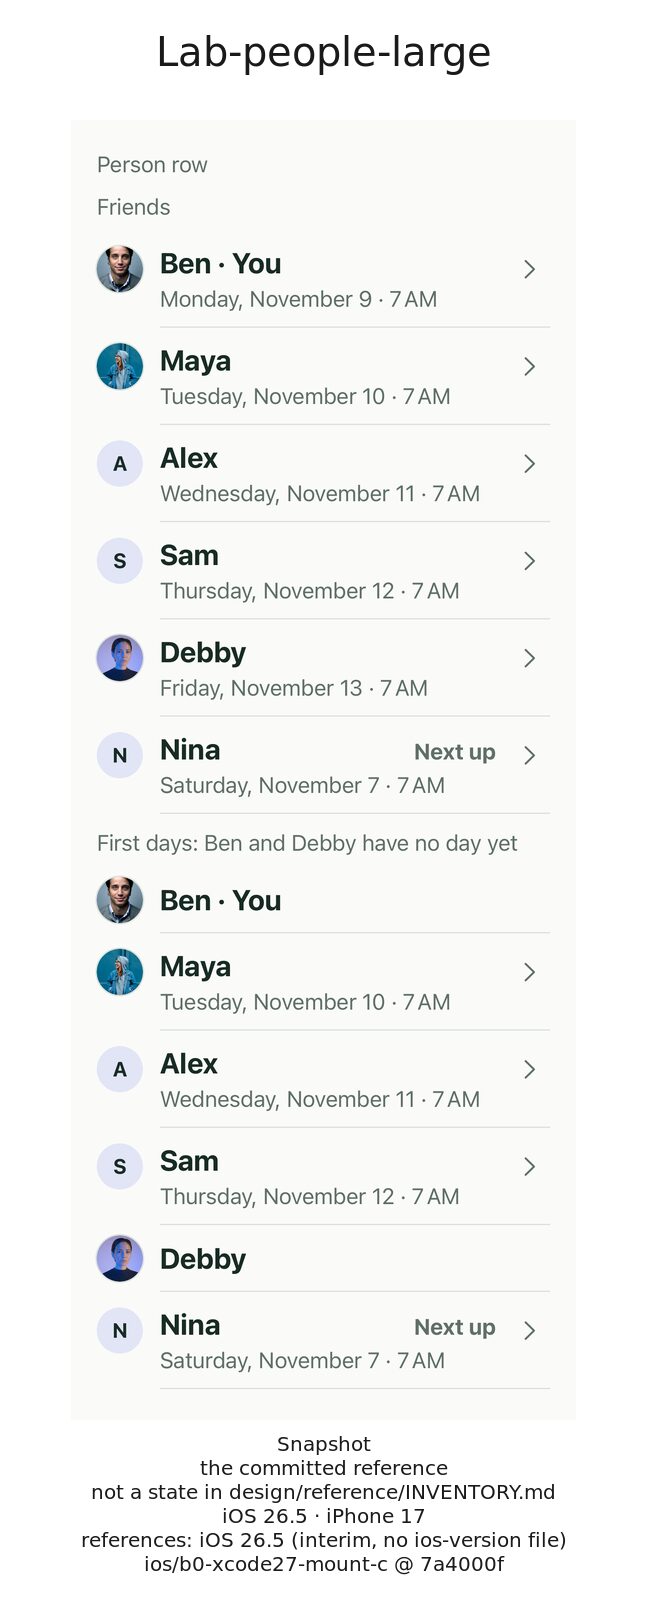 Lab-people-large
Person row
Friends
Ben · You
Monday, November 9 · 7 AM
Maya
Tuesday, November 10 · 7 AM
A
Alex
Wednesday, November 11 · 7 AM
S
Sam
Thursday, November 12 · 7 AM
Debby
Friday, November 13 · 7 AM
N
Nina
Next up
Saturday, November 7 · 7 AM
First days: Ben and Debby have no day yet
Ben · You
Maya
Tuesday, November 10 · 7 AM
A
Alex
Wednesday, November 11 · 7 AM
S
Sam
Thursday, November 12 · 7 AM
Debby
N
Nina
Next up
Saturday, November 7 · 7 AM
Snapshot
the committed reference
not a state in design/reference/INVENTORY.md
iOS 26.5 · iPhone 17
references: iOS 26.5 (interim, no ios-version file)
ios/b0-xcode27-mount-c @ 7a4000f